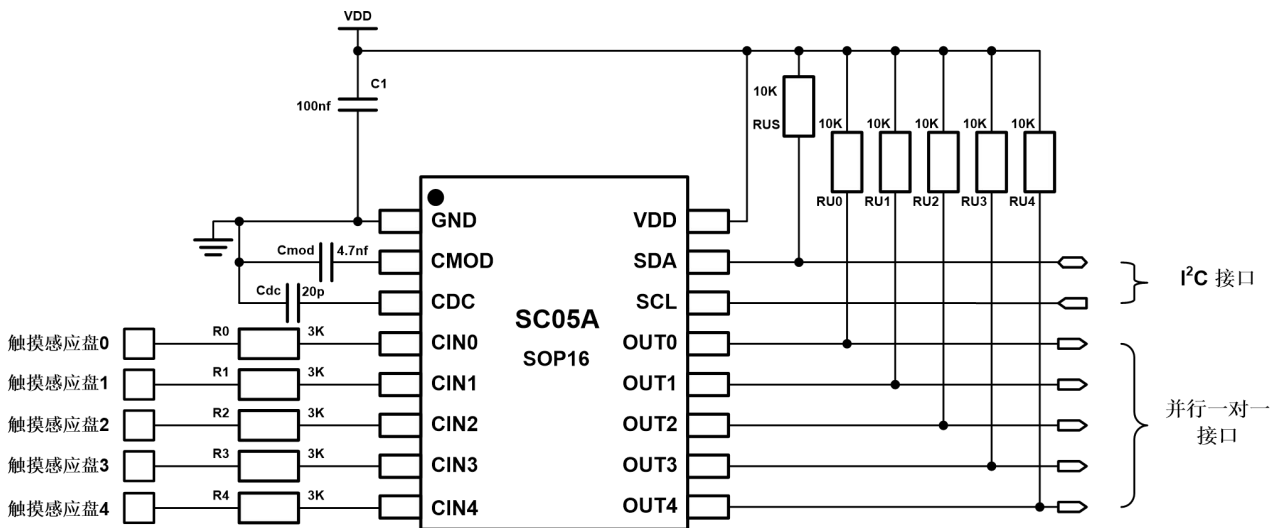 VDD
C1
100nf
10K
RUS
10K
10K
10K
10K
RU0
RU1
RU2
RU3
RU4
GND
VDD
Cmod
4.7nf
CMOD
SDA
Cdc
20p
CDC
SCL
I²C 接口
SC05A
SOP16
触摸感应盘0
R0
3K
CIN0
OUT0
触摸感应盘1
R1
3K
CIN1
OUT1
触摸感应盘2
R2
3K
CIN2
OUT2
并行一对一
接口
触摸感应盘3
R3
3K
CIN3
OUT3
触摸感应盘4
R4
3K
CIN4
OUT4